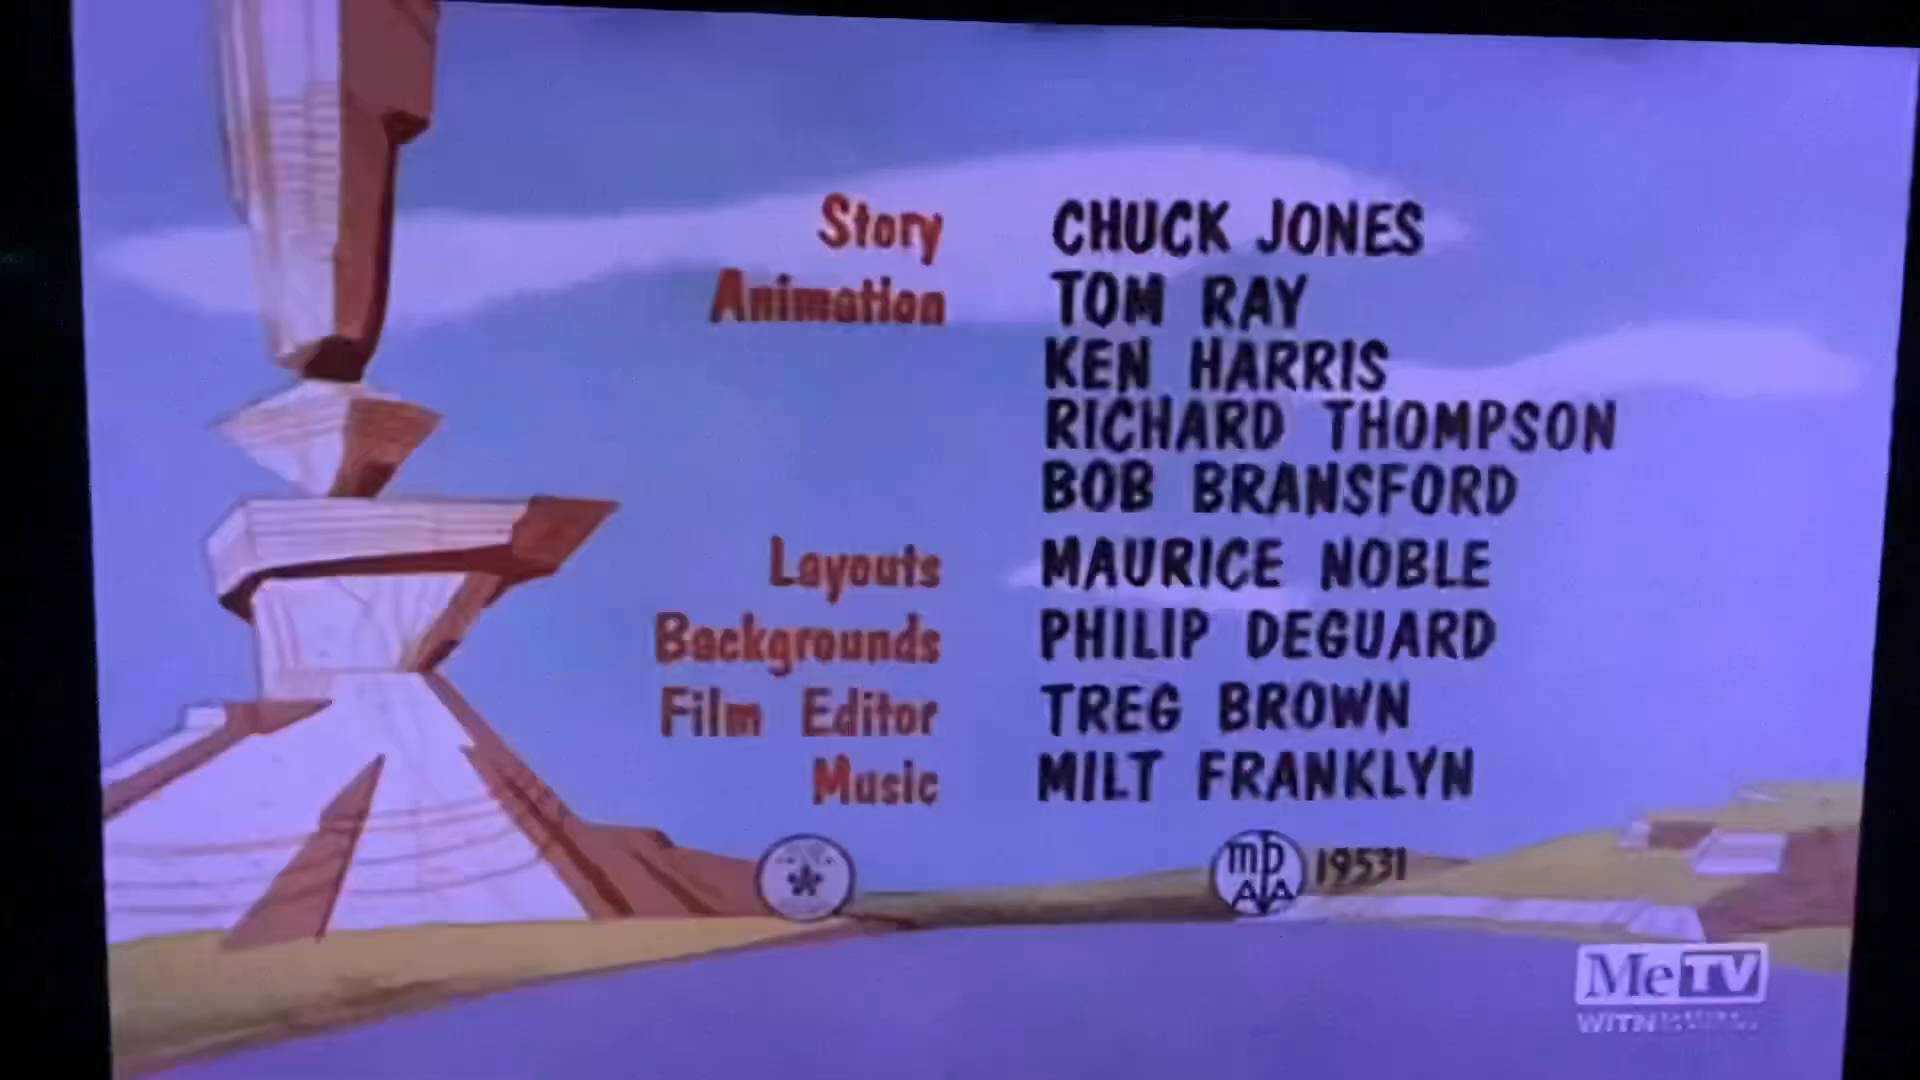 Story CHUCK JONES
Animation TOM RAY
KEN HARRIS
RICHARD THOMPSON
BOB BRANSFORD
Layouts MAURICE NOBLE
Backgrounds PHILIP DEGUARD
Film Editor TREG BROWN
Music MILT FRANKLYN
MPAA 19531
MeTV
WITN